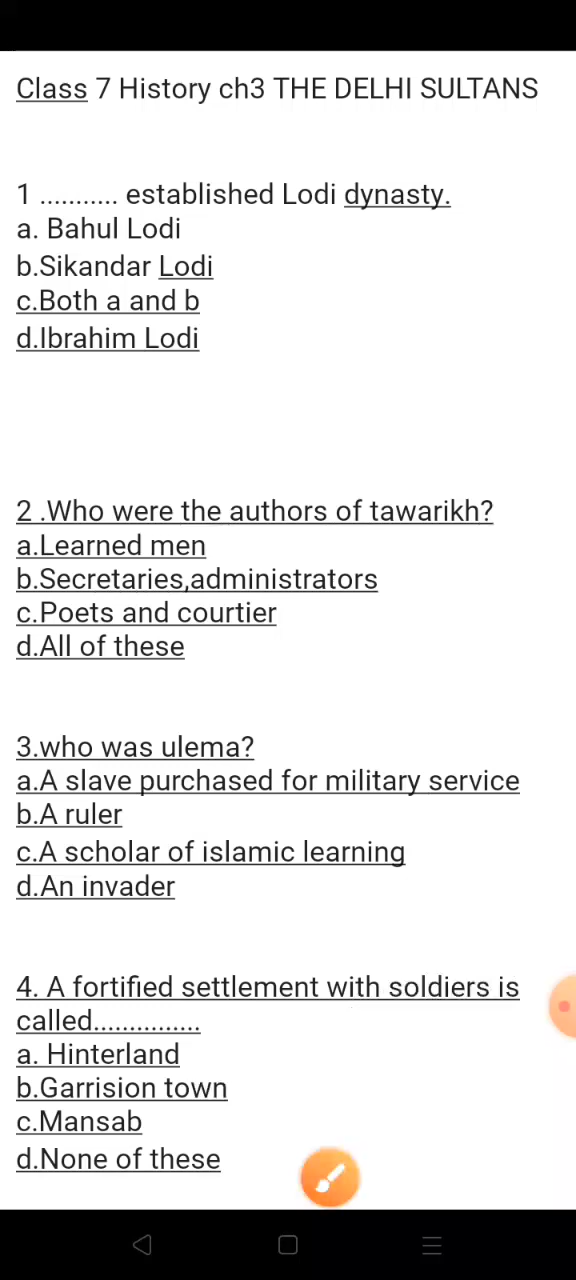 Class 7 History ch3 THE DELHI SULTANS
1 ........... established Lodi dynasty.
a. Bahul Lodi
b.Sikandar Lodi
c.Both a and b
d.Ibrahim Lodi
2 .Who were the authors of tawarikh?
a.Learned men
b.Secretaries,administrators
c.Poets and courtier
d.All of these
3.who was ulema?
a.A slave purchased for military service
b.A ruler
c.A scholar of islamic learning
d.An invader
4. A fortified settlement with soldiers is
called...............
a. Hinterland
b.Garrision town
c.Mansab
d.None of these